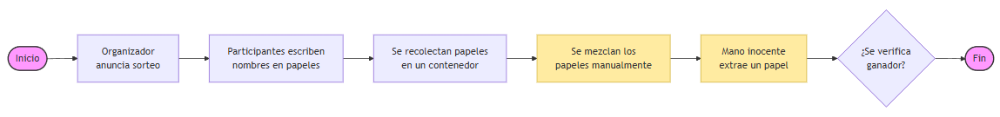 Inicio
Organizador
anuncia sorteo
Participantes escriben
nombres en papeles
Se recolectan papeles
en un contenedor
Se mezclan los
papeles manualmente
Mano inocente
extrae un papel
¿Se verifica
ganador?
Fin